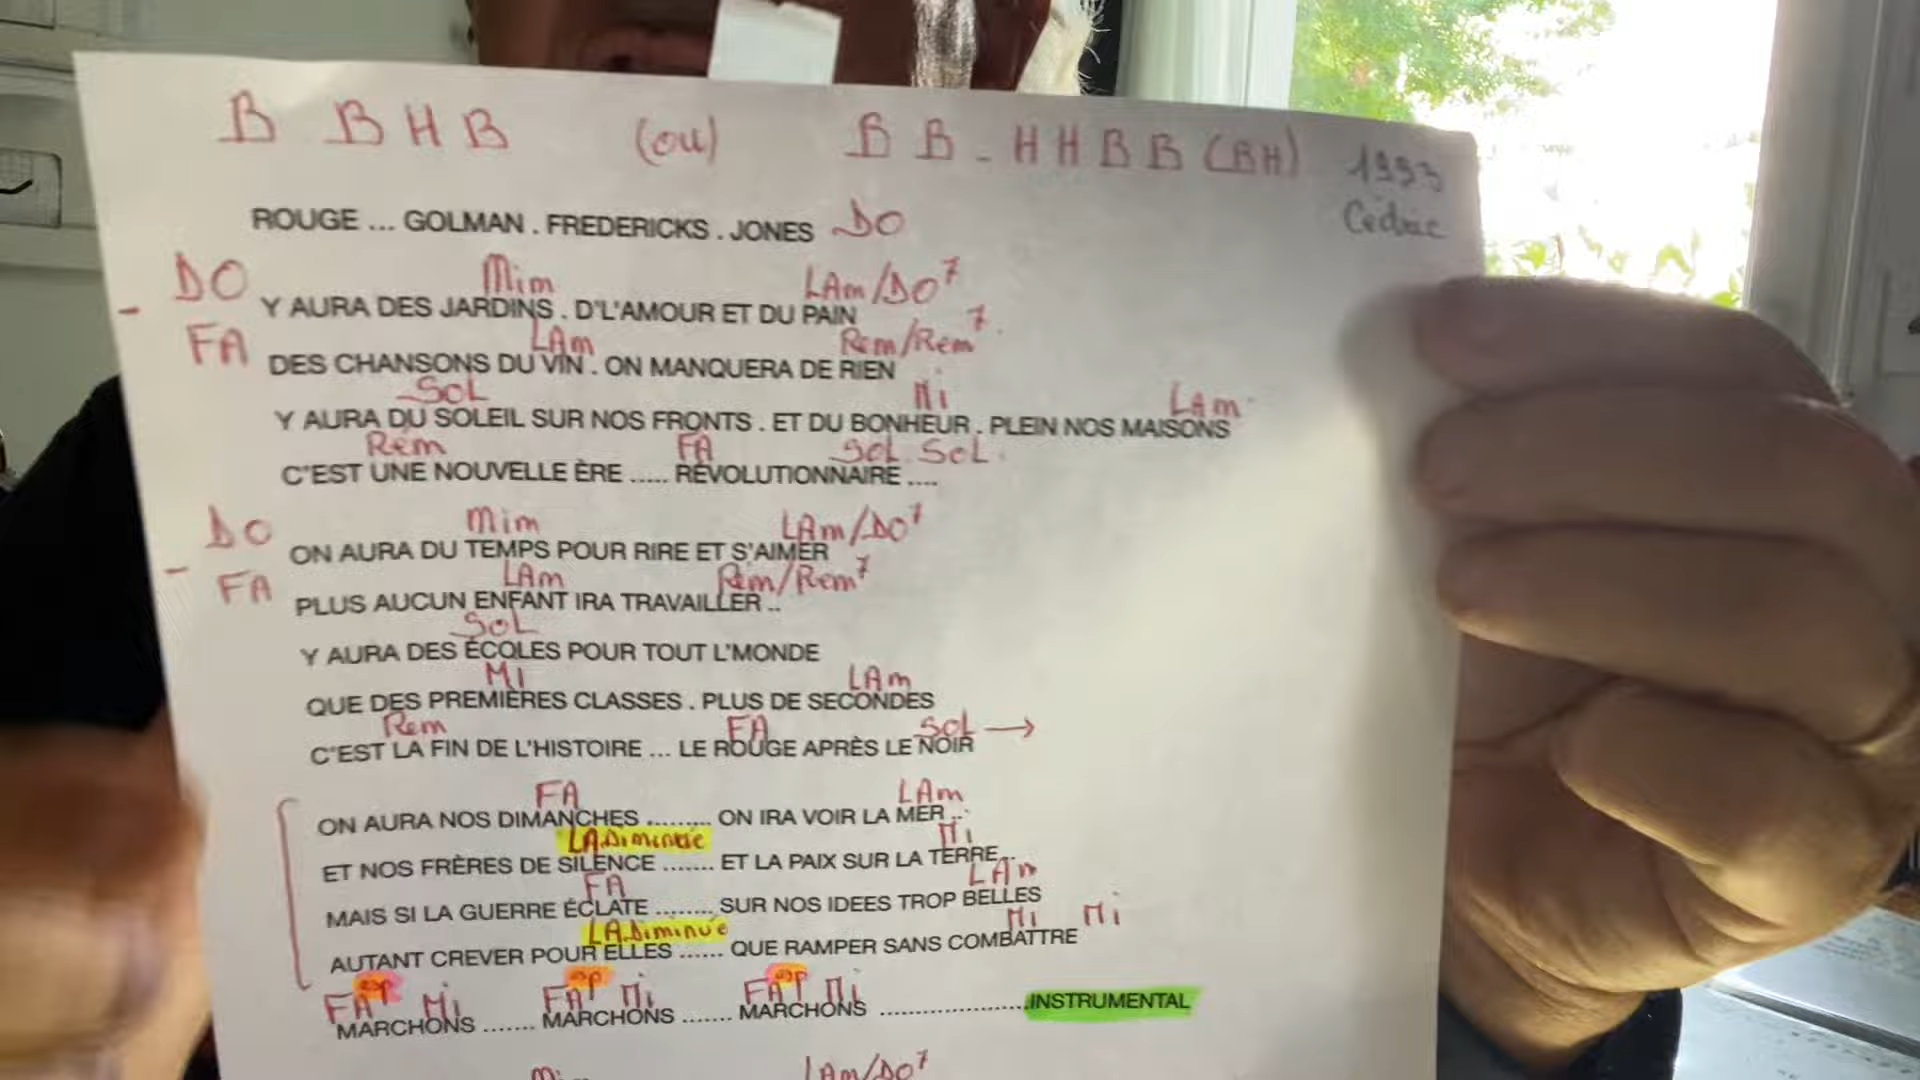 B BHB (ou) BB-HHBB(BH) 1993
Cédric
ROUGE ... GOLMAN . FREDERICKS . JONES DO
DO Mim LAm/DO7
- Y AURA DES JARDINS . D'L'AMOUR ET DU PAIN
FA LAm Rem/Rem7
DES CHANSONS DU VIN . ON MANQUERA DE RIEN
SOL Mi LAm
Y AURA DU SOLEIL SUR NOS FRONTS . ET DU BONHEUR . PLEIN NOS MAISONS
Rem FA SOL SOL
C'EST UNE NOUVELLE ÈRE ..... RÉVOLUTIONNAIRE ....
DO Mim LAm/DO7
ON AURA DU TEMPS POUR RIRE ET S'AIMER
- FA LAm Rem/Rem7
PLUS AUCUN ENFANT IRA TRAVAILLER ..
SOL
Y AURA DES ÉCOLES POUR TOUT L'MONDE
Mi LAm
QUE DES PREMIÈRES CLASSES . PLUS DE SECONDES
Rem FA SOL →
C'EST LA FIN DE L'HISTOIRE ... LE ROUGE APRÈS LE NOIR
FA LAm
ON AURA NOS DIMANCHES ......... ON IRA VOIR LA MER ...
LA Diminuée Mi
ET NOS FRÈRES DE SILENCE ....... ET LA PAIX SUR LA TERRE...
FA LAm
MAIS SI LA GUERRE ÉCLATE ........ SUR NOS IDEES TROP BELLES
LA Diminué Mi Mi
AUTANT CREVER POUR ELLES ...... QUE RAMPER SANS COMBATTRE
FA Mi FA Mi FA Mi
MARCHONS ....... MARCHONS ....... MARCHONS ......................INSTRUMENTAL
Mim LAm/DO7